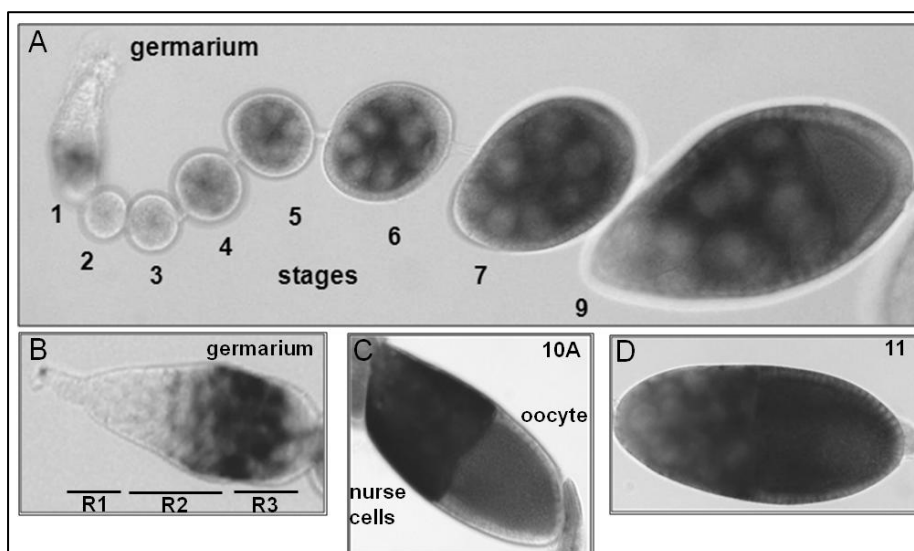 A
germarium
1
2
3
4
5
6
7
9
stages
B
germarium
R1 R2 R3
C
10A
oocyte
nurse
cells
D
11